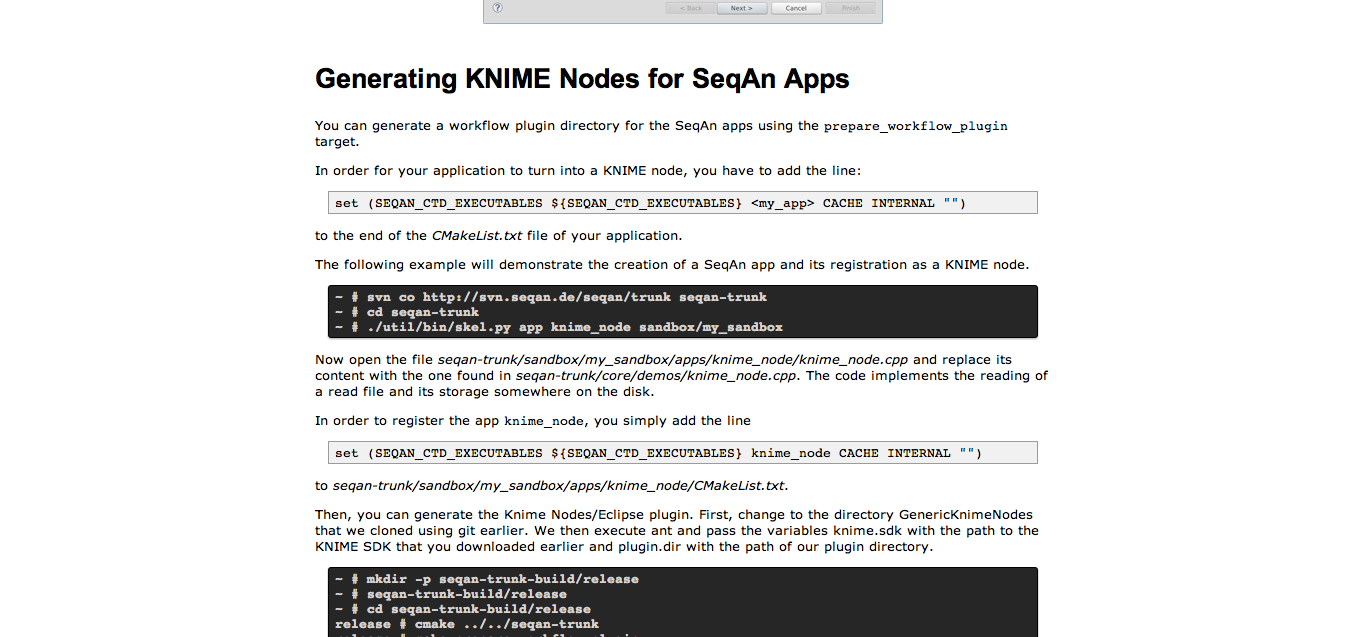 ?
< Back
Next >
Cancel
Finish
Generating KNIME Nodes for SeqAn Apps
You can generate a workflow plugin directory for the SeqAn apps using the prepare_workflow_plugin
target.
In order for your application to turn into a KNIME node, you have to add the line:
set (SEQAN_CTD_EXECUTABLES ${SEQAN_CTD_EXECUTABLES} <my_app> CACHE INTERNAL "")
to the end of the CMakeList.txt file of your application.
The following example will demonstrate the creation of a SeqAn app and its registration as a KNIME node.
~ # svn co http://svn.seqan.de/seqan/trunk seqan-trunk
~ # cd seqan-trunk
~ # ./util/bin/skel.py app knime_node sandbox/my_sandbox
Now open the file seqan-trunk/sandbox/my_sandbox/apps/knime_node/knime_node.cpp and replace its
content with the one found in seqan-trunk/core/demos/knime_node.cpp. The code implements the reading of
a read file and its storage somewhere on the disk.
In order to register the app knime_node, you simply add the line
set (SEQAN_CTD_EXECUTABLES ${SEQAN_CTD_EXECUTABLES} knime_node CACHE INTERNAL "")
to seqan-trunk/sandbox/my_sandbox/apps/knime_node/CMakeList.txt.
Then, you can generate the Knime Nodes/Eclipse plugin. First, change to the directory GenericKnimeNodes
that we cloned using git earlier. We then execute ant and pass the variables knime.sdk with the path to the
KNIME SDK that you downloaded earlier and plugin.dir with the path of our plugin directory.
~ # mkdir -p seqan-trunk-build/release
~ # seqan-trunk-build/release
~ # cd seqan-trunk-build/release
release # cmake ../../seqan-trunk